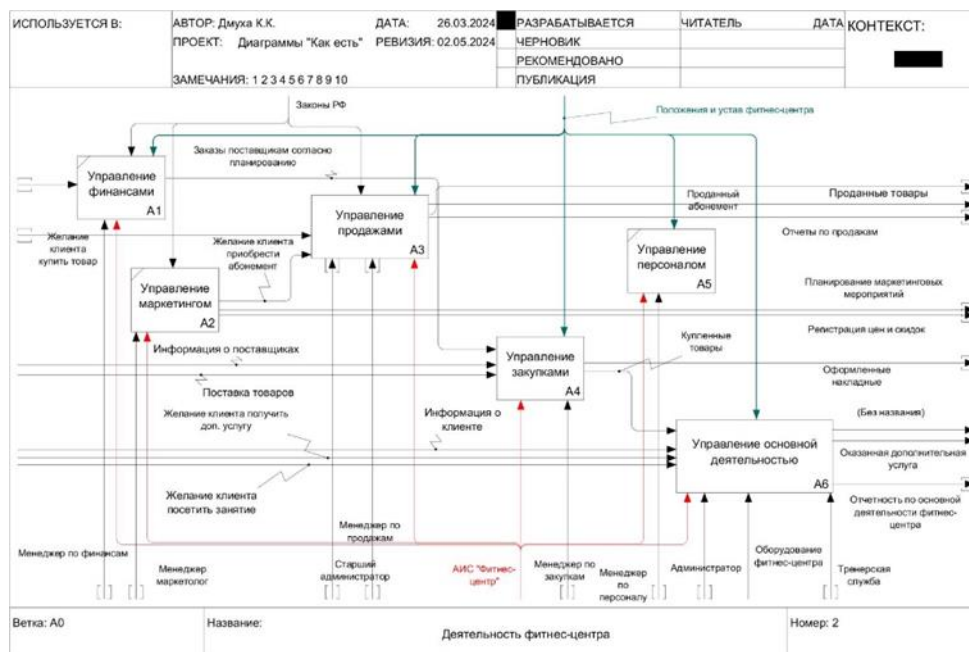 ИСПОЛЬЗУЕТСЯ В:
АВТОР: Дмуха К.К.
ДАТА: 26.03.2024
РАЗРАБАТЫВАЕТСЯ
ЧИТАТЕЛЬ
ДАТА
КОНТЕКСТ:
ПРОЕКТ: Диаграммы "Как есть"
РЕВИЗИЯ: 02.05.2024
ЧЕРНОВИК
РЕКОМЕНДОВАНО
ЗАМЕЧАНИЯ: 1 2 3 4 5 6 7 8 9 10
ПУБЛИКАЦИЯ
Законы РФ
Положения и устав фитнес-центра
Заказы поставщикам согласно
планированию
Управление
финансами
A1
Управление
продажами
A3
Проданный
абонемент
Проданные товары
Отчеты по продажам
Желание
клиента
купить товар
Желание клиента
приобрести
абонемент
Управление
персоналом
A5
Управление
маркетингом
A2
Планирование маркетинговых
мероприятий
Регистрация цен и скидок
Информация о поставщиках
Управление
закупками
A4
Купленные
товары
Поставка товаров
Оформленные
накладные
Желание клиента получить
доп. услугу
Информация о
клиенте
(Без названия)
Управление основной
деятельностью
A6
Оказанная дополнительная
услуга
Желание клиента
посетить занятие
Отчетность по основной
деятельности фитнес-
центра
Менеджер по финансам
Менеджер
маркетолог
Менеджер по
продажам
Старший
администратор
АИС "Фитнес-
центр"
Менеджер по
закупкам
Менеджер
по
персоналу
Администратор
Оборудование
фитнес-центра
Тренерская
служба
Ветка: A0
Название:
Деятельность фитнес-центра
Номер: 2